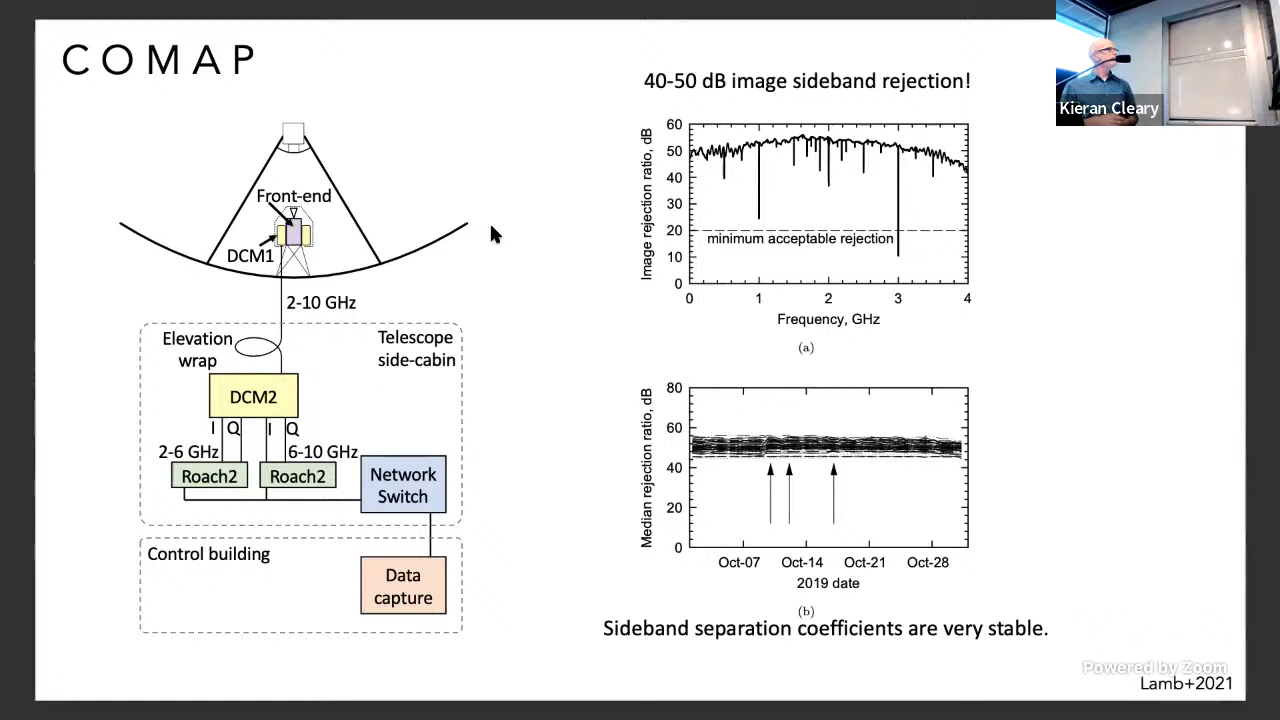 COMAP
Front-end
DCM1
2-10 GHz
Elevation
wrap
Telescope
side-cabin
DCM2
I Q I Q
2-6 GHz 6-10 GHz
Roach2 Roach2
Network
Switch
Control building
Data
capture
40-50 dB image sideband rejection!
Image rejection ratio, dB
60
50
40
30
20
10
0
minimum acceptable rejection
0 1 2 3 4
Frequency, GHz
(a)
Median rejection ratio, dB
80
60
40
20
0
Oct-07 Oct-14 Oct-21 Oct-28
2019 date
(b)
Sideband separation coefficients are very stable.
Kieran Cleary
Powered by Zoom
Lamb+2021